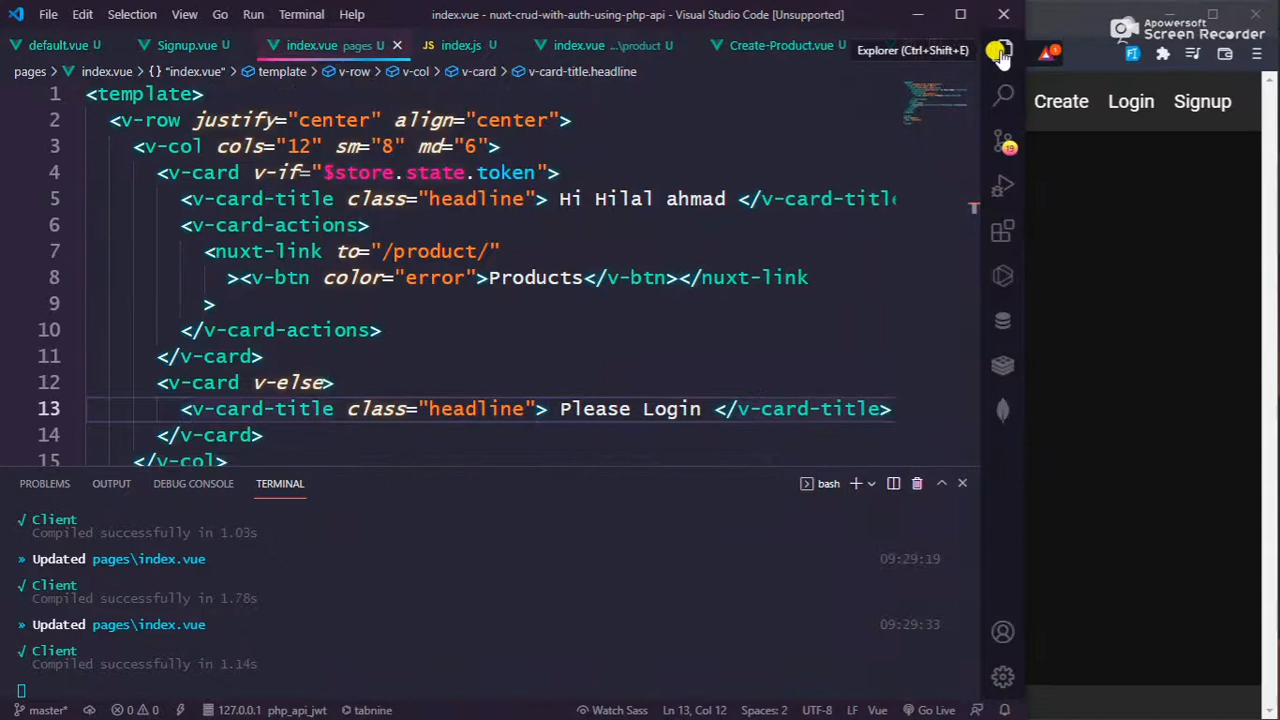 File Edit Selection View Go Run Terminal Help index.vue - nuxt-crud-with-auth-using-php-api - Visual Studio Code [Unsupported]
Apowersoft
Screen Recorder
default.vue U Signup.vue U index.vue pages U index.js U index.vue ...\product U Create-Product.vue U Explorer (Ctrl+Shift+E)
pages > index.vue > {} "index.vue" > template > v-row > v-col > v-card > v-card-title.headline
Create Login Signup
1 <template>
2 <v-row justify="center" align="center">
3 <v-col cols="12" sm="8" md="6">
4 <v-card v-if="$store.state.token">
5 <v-card-title class="headline"> Hi Hilal ahmad </v-card-title
6 <v-card-actions>
7 <nuxt-link to="/product/"
8 ><v-btn color="error">Products</v-btn></nuxt-link
9 >
10 </v-card-actions>
11 </v-card>
12 <v-card v-else>
13 <v-card-title class="headline"> Please Login </v-card-title>
14 </v-card>
15 </v-col>
19
PROBLEMS OUTPUT DEBUG CONSOLE TERMINAL bash
√ Client
Compiled successfully in 1.03s
» Updated pages\index.vue 09:29:19
√ Client
Compiled successfully in 1.78s
» Updated pages\index.vue 09:29:33
√ Client
Compiled successfully in 1.14s
master* 0 0 127.0.0.1 php_api_jwt tabnine Watch Sass Ln 13, Col 12 Spaces: 2 UTF-8 LF Vue Go Live